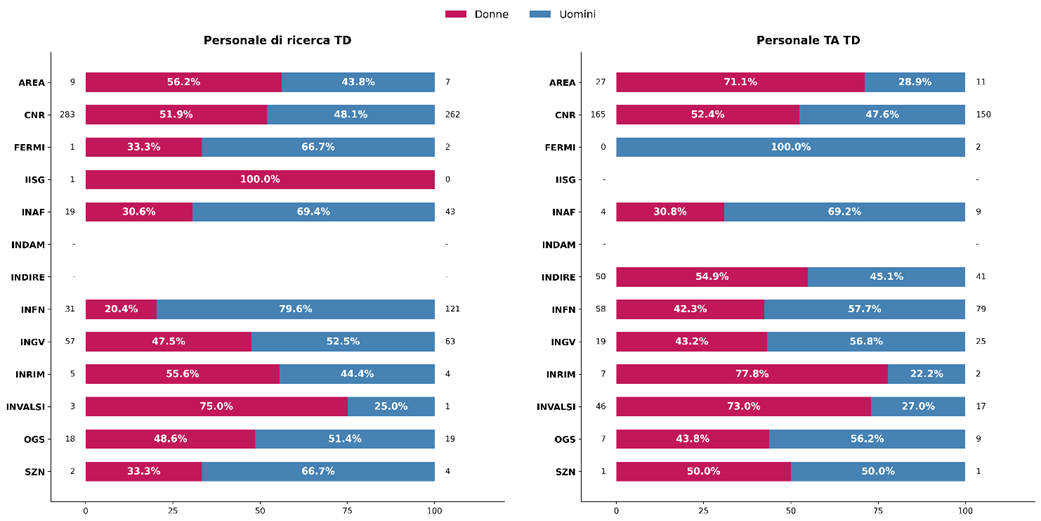 Donne Uomini
Personale di ricerca TD
AREA 9 56.2% 43.8% 7
CNR 283 51.9% 48.1% 262
FERMI 1 33.3% 66.7% 2
IISG 1 100.0% 0
INAF 19 30.6% 69.4% 43
INDAM - -
INDIRE - -
INFN 31 20.4% 79.6% 121
INGV 57 47.5% 52.5% 63
INRIM 5 55.6% 44.4% 4
INVALSI 3 75.0% 25.0% 1
OGS 18 48.6% 51.4% 19
SZN 2 33.3% 66.7% 4
0 25 50 75 100
Personale TA TD
AREA 27 71.1% 28.9% 11
CNR 165 52.4% 47.6% 150
FERMI 0 100.0% 2
IISG - -
INAF 4 30.8% 69.2% 9
INDAM - -
INDIRE 50 54.9% 45.1% 41
INFN 58 42.3% 57.7% 79
INGV 19 43.2% 56.8% 25
INRIM 7 77.8% 22.2% 2
INVALSI 46 73.0% 27.0% 17
OGS 7 43.8% 56.2% 9
SZN 1 50.0% 50.0% 1
0 25 50 75 100